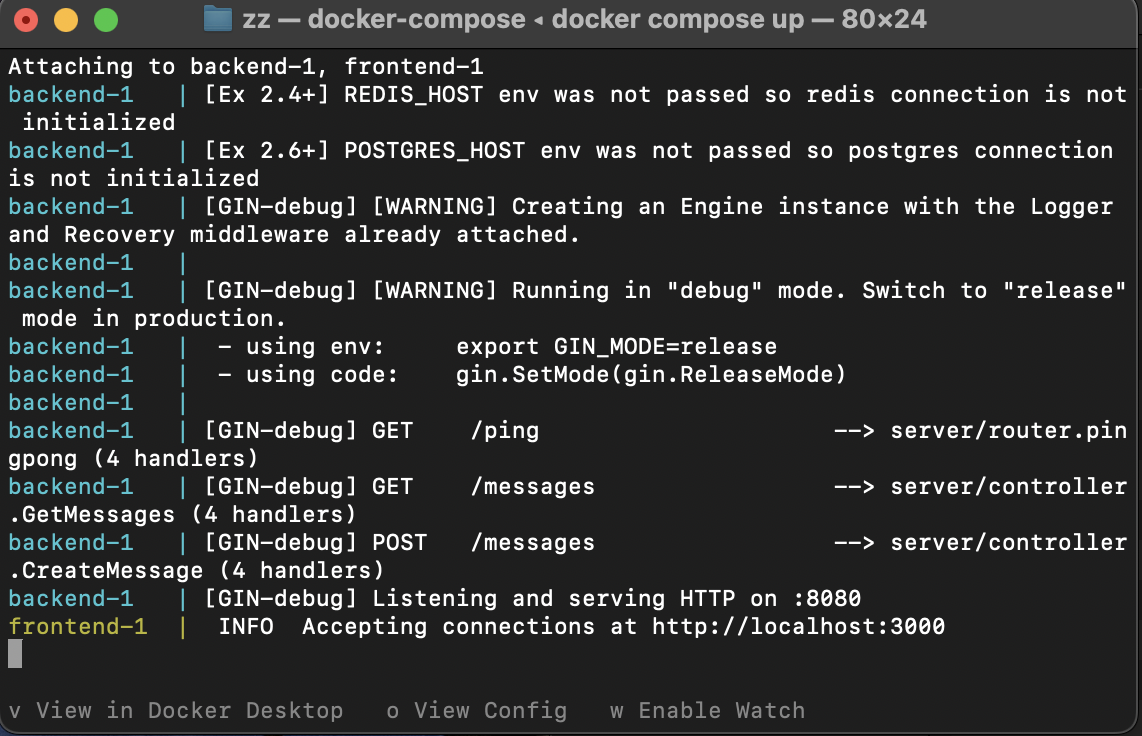 zz — docker-compose ◂ docker compose up — 80×24
Attaching to backend-1, frontend-1
backend-1   | [Ex 2.4+] REDIS_HOST env was not passed so redis connection is not
 initialized
backend-1   | [Ex 2.6+] POSTGRES_HOST env was not passed so postgres connection
is not initialized
backend-1   | [GIN-debug] [WARNING] Creating an Engine instance with the Logger
and Recovery middleware already attached.
backend-1   |
backend-1   | [GIN-debug] [WARNING] Running in "debug" mode. Switch to "release"
 mode in production.
backend-1   |  - using env:     export GIN_MODE=release
backend-1   |  - using code:    gin.SetMode(gin.ReleaseMode)
backend-1   |
backend-1   | [GIN-debug] GET    /ping                     --> server/router.pin
gpong (4 handlers)
backend-1   | [GIN-debug] GET    /messages                 --> server/controller
.GetMessages (4 handlers)
backend-1   | [GIN-debug] POST   /messages                 --> server/controller
.CreateMessage (4 handlers)
backend-1   | [GIN-debug] Listening and serving HTTP on :8080
frontend-1  |  INFO  Accepting connections at http://localhost:3000
v View in Docker Desktop   o View Config   w Enable Watch